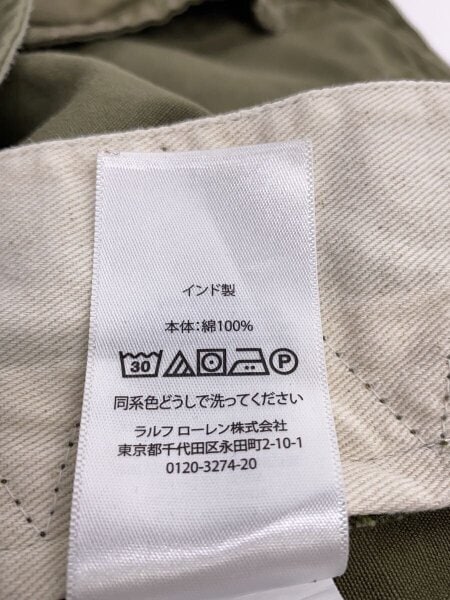 インド製
本体:綿100%
30 P
同系色どうしで洗ってください
ラルフ ローレン株式会社
東京都千代田区永田町2-10-1
0120-3274-20